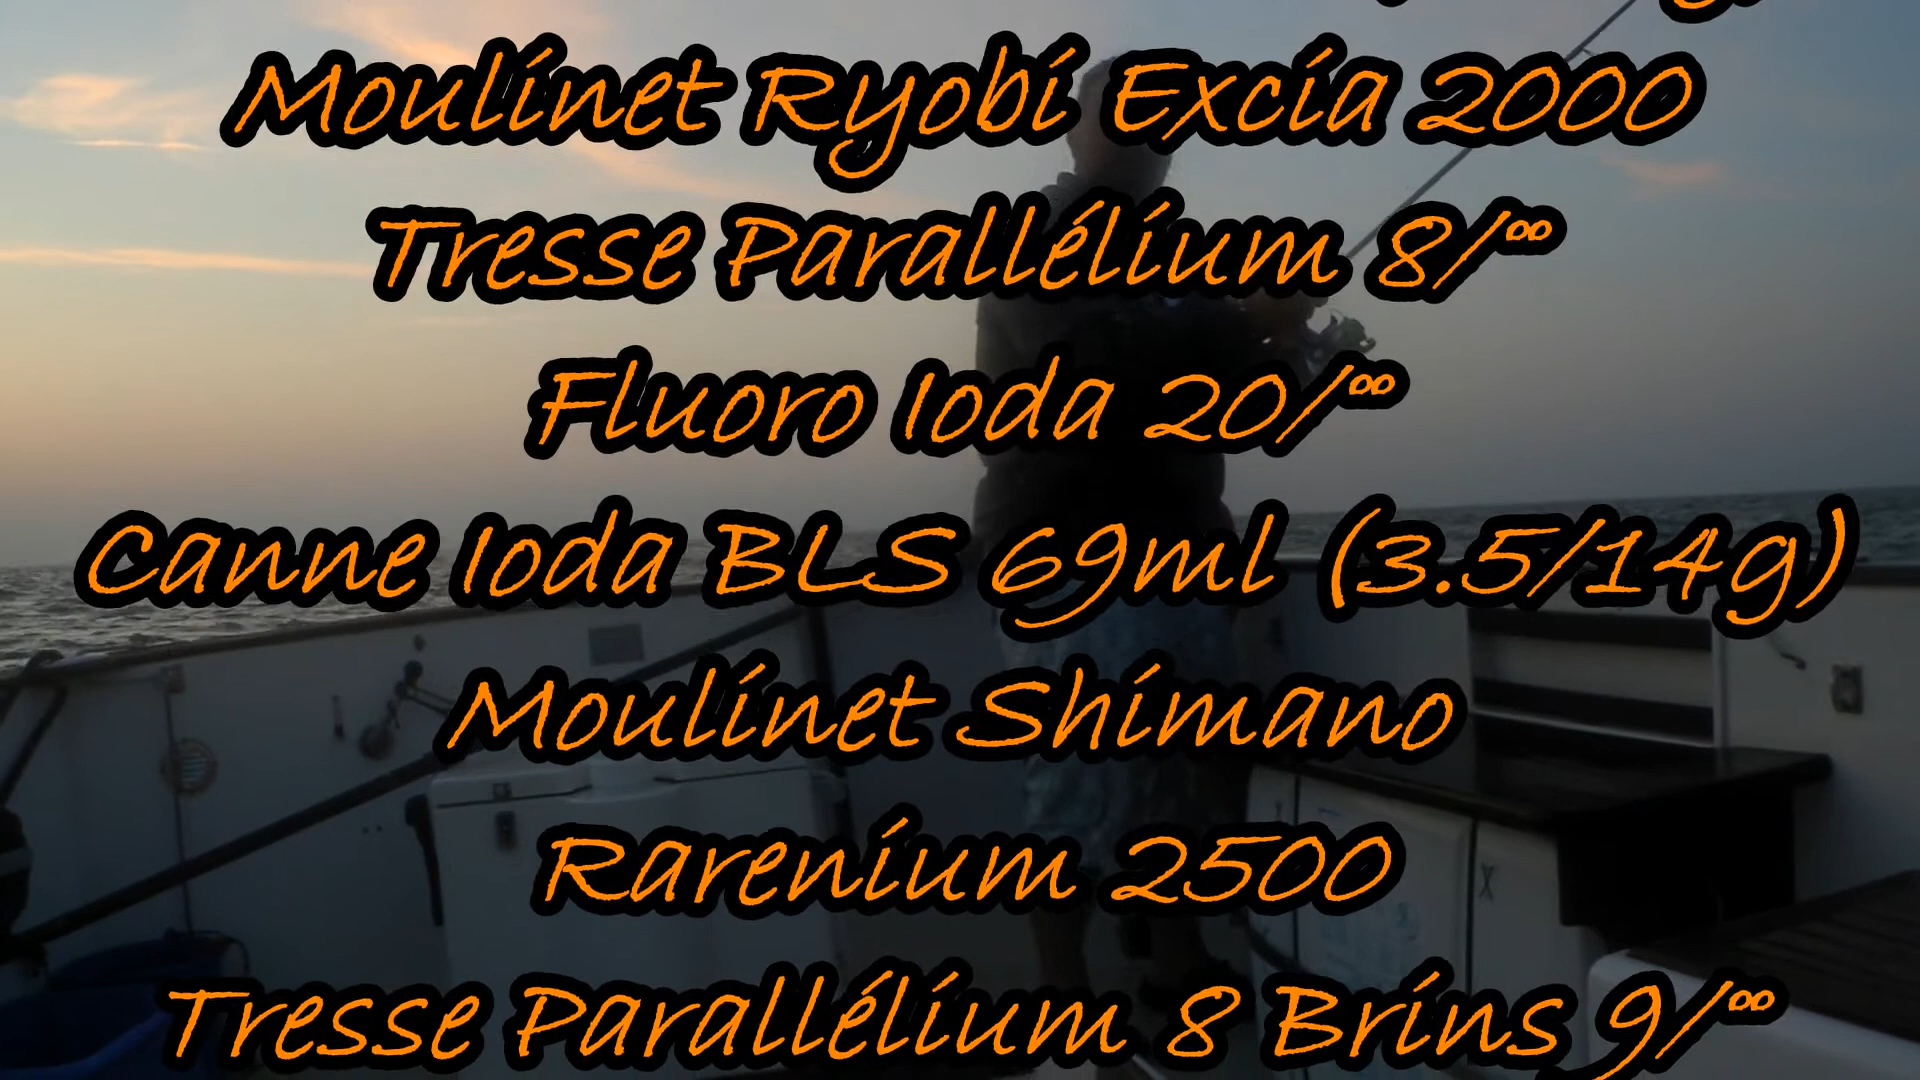 Moulinet Ryobi Excia 2000
Tresse Parallélium 8/°°
Fluoro Ioda 20/°°
Canne Ioda BLS 69ml (3.5/14g)
Moulinet Shimano
Rarenium 2500
Tresse Parallélium 8 Brins 9/°°